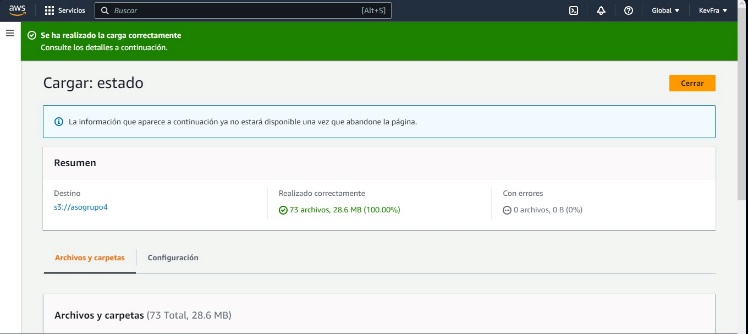 aws Servicios Buscar [Alt+S] Global KevFra
Se ha realizado la carga correctamente
Consulte los detalles a continuación.
Cargar: estado Cerrar
La información que aparece a continuación ya no estará disponible una vez que abandone la página.
Resumen
Destino Realizado correctamente Con errores
s3://asogrupo4 73 archivos, 28.6 MB (100.00%) 0 archivos, 0 B (0%)
Archivos y carpetas Configuración
Archivos y carpetas (73 Total, 28.6 MB)